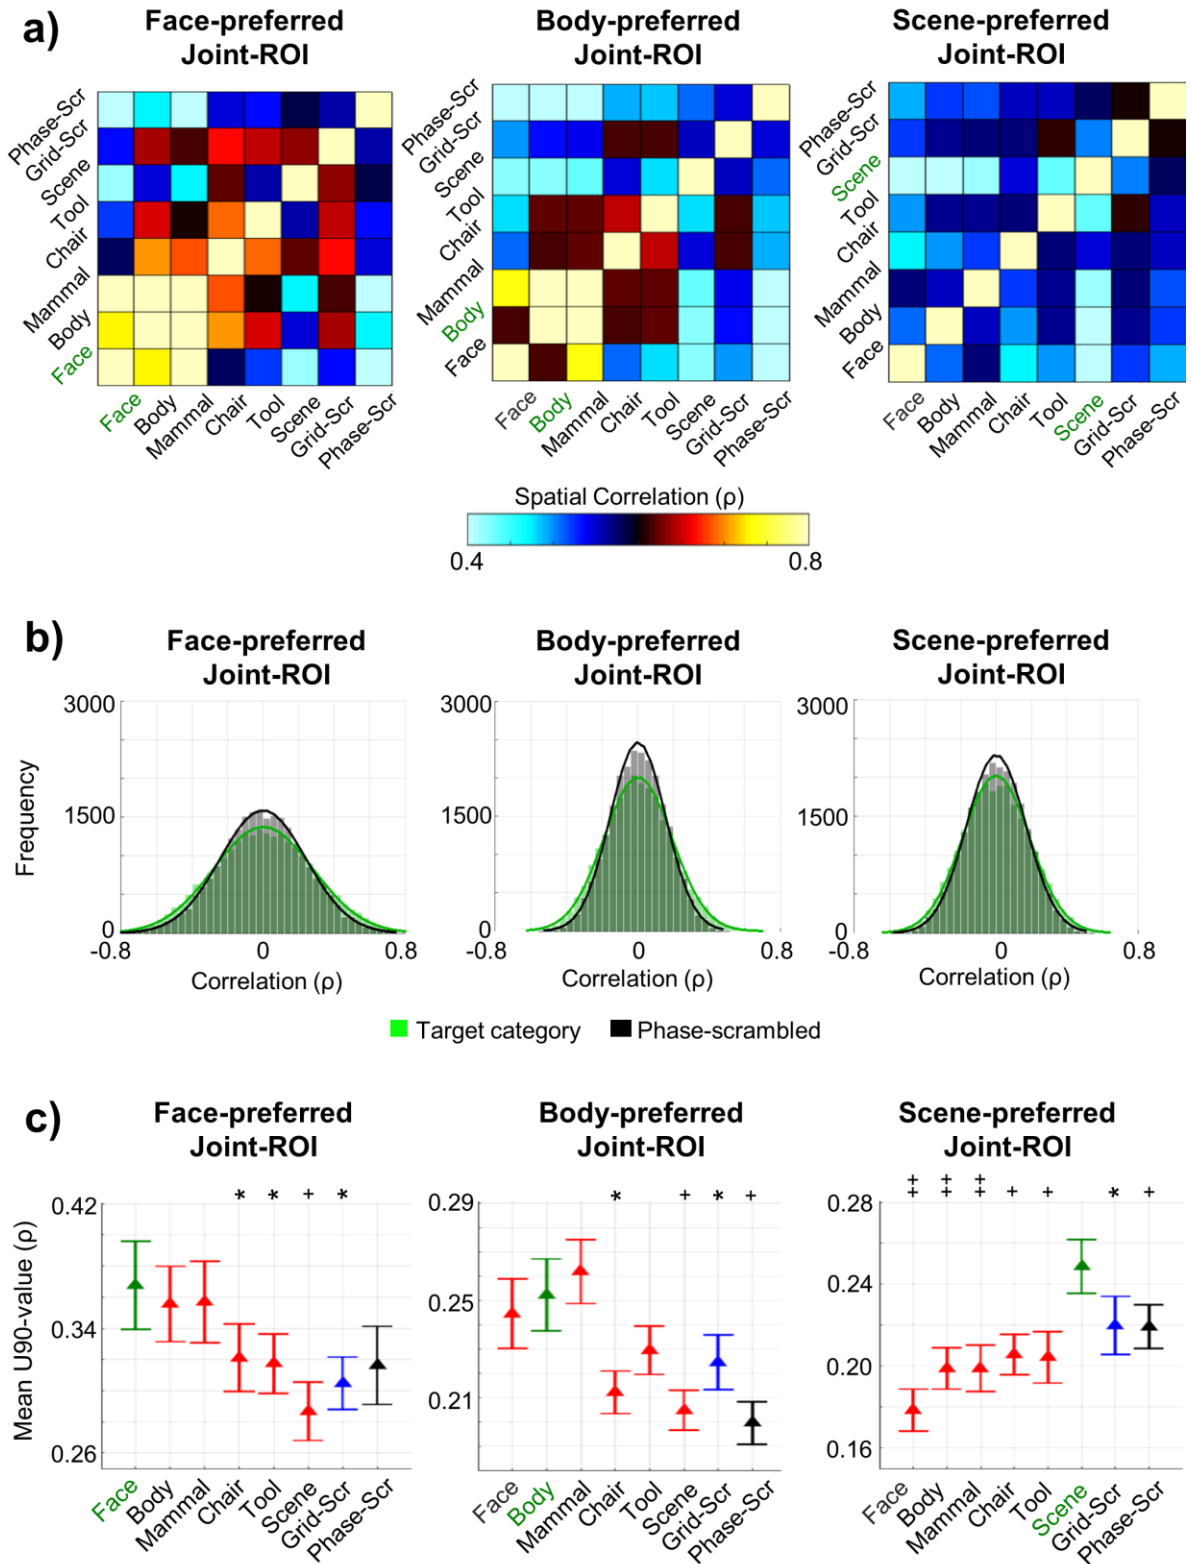 a)
Face-preferred
Joint-ROI
Body-preferred
Joint-ROI
Scene-preferred
Joint-ROI
Phase-Scr
Grid-Scr
Scene
Tool
Chair
Mammal
Body
Face
Face
Body
Mammal
Chair
Tool
Scene
Grid-Scr
Phase-Scr
Phase-Scr
Grid-Scr
Scene
Tool
Chair
Mammal
Body
Face
Face
Body
Mammal
Chair
Tool
Scene
Grid-Scr
Phase-Scr
Phase-Scr
Grid-Scr
Scene
Tool
Chair
Mammal
Body
Face
Face
Body
Mammal
Chair
Tool
Scene
Grid-Scr
Phase-Scr
Spatial Correlation (ρ)
0.4
0.8
b)
Face-preferred
Joint-ROI
Body-preferred
Joint-ROI
Scene-preferred
Joint-ROI
Frequency
3000
1500
0
-0.8
0
0.8
Correlation (ρ)
3000
1500
0
-0.8
0
0.8
Correlation (ρ)
3000
1500
0
-0.8
0
0.8
Correlation (ρ)
Target category
Phase-scrambled
c)
Face-preferred
Joint-ROI
Body-preferred
Joint-ROI
Scene-preferred
Joint-ROI
Mean U90-value (ρ)
* * + *
0.42
0.34
0.26
Face
Body
Mammal
Chair
Tool
Scene
Grid-Scr
Phase-Scr
* + * +
0.29
0.25
0.21
Face
Body
Mammal
Chair
Tool
Scene
Grid-Scr
Phase-Scr
++ ++ ++ + + * +
0.28
0.24
0.20
0.16
Face
Body
Mammal
Chair
Tool
Scene
Grid-Scr
Phase-Scr